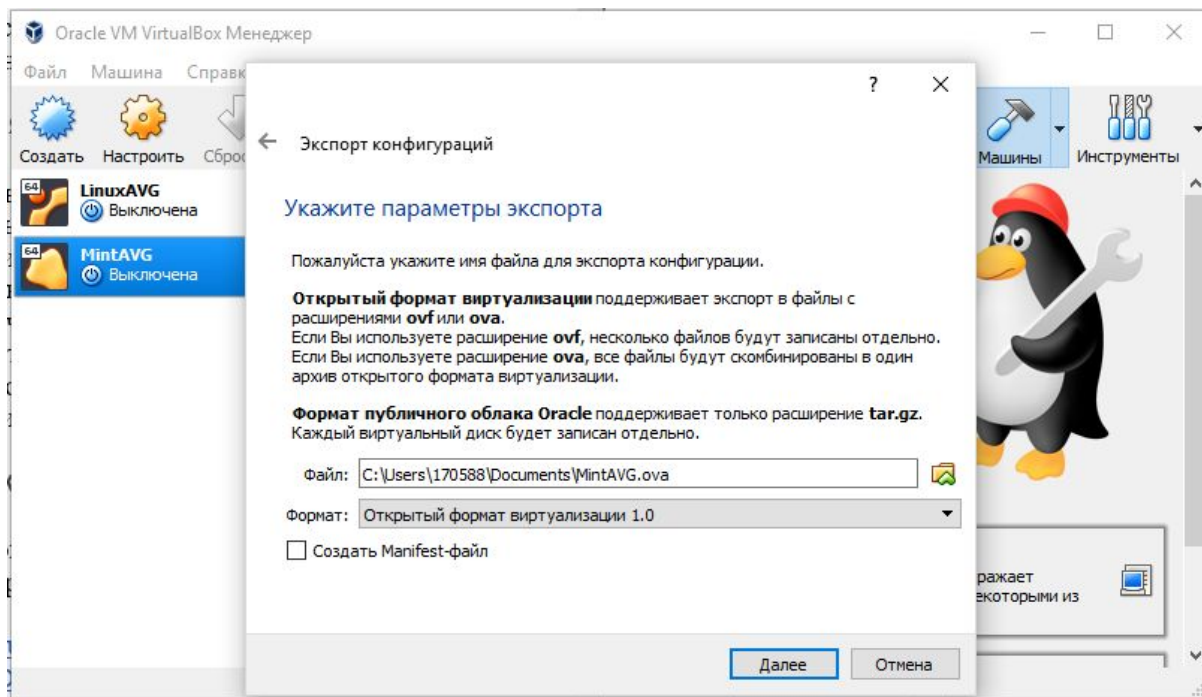 Oracle VM VirtualBox Менеджер
Файл Машина Справк
Создать Настроить Сброс Машины Инструменты
64 LinuxAVG
Выключена
64 MintAVG
Выключена
?
Экспорт конфигураций
Укажите параметры экспорта
Пожалуйста укажите имя файла для экспорта конфигурации.
Открытый формат виртуализации поддерживает экспорт в файлы с
расширениями ovf или ova.
Если Вы используете расширение ovf, несколько файлов будут записаны отдельно.
Если Вы используете расширение ova, все файлы будут скомбинированы в один
архив открытого формата виртуализации.
Формат публичного облака Oracle поддерживает только расширение tar.gz.
Каждый виртуальный диск будет записан отдельно.
Файл: C:\Users\170588\Documents\MintAVG.ova
Формат: Открытый формат виртуализации 1.0
Создать Manifest-файл
ражает
екоторыми из
Далее Отмена